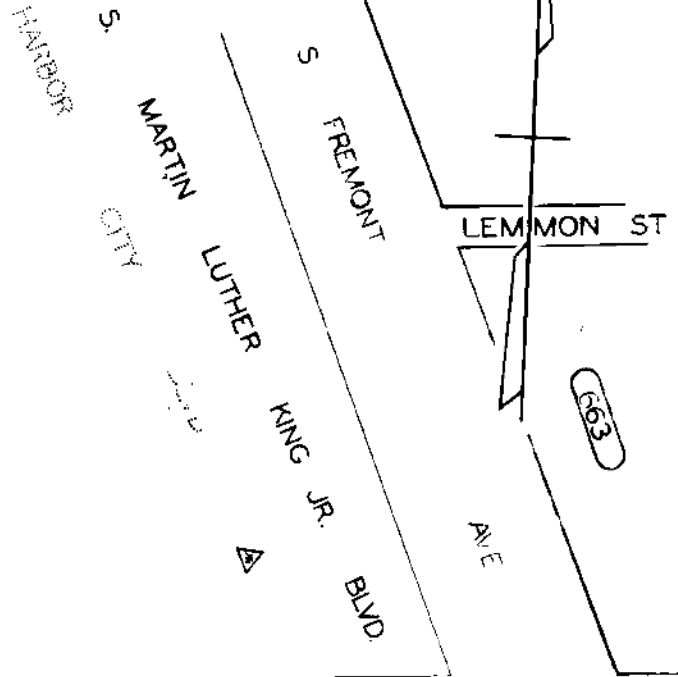 HARBOR
CITY
S. MARTIN LUTHER KING JR. BLVD.
S FREMONT AVE
LEMMON ST
663